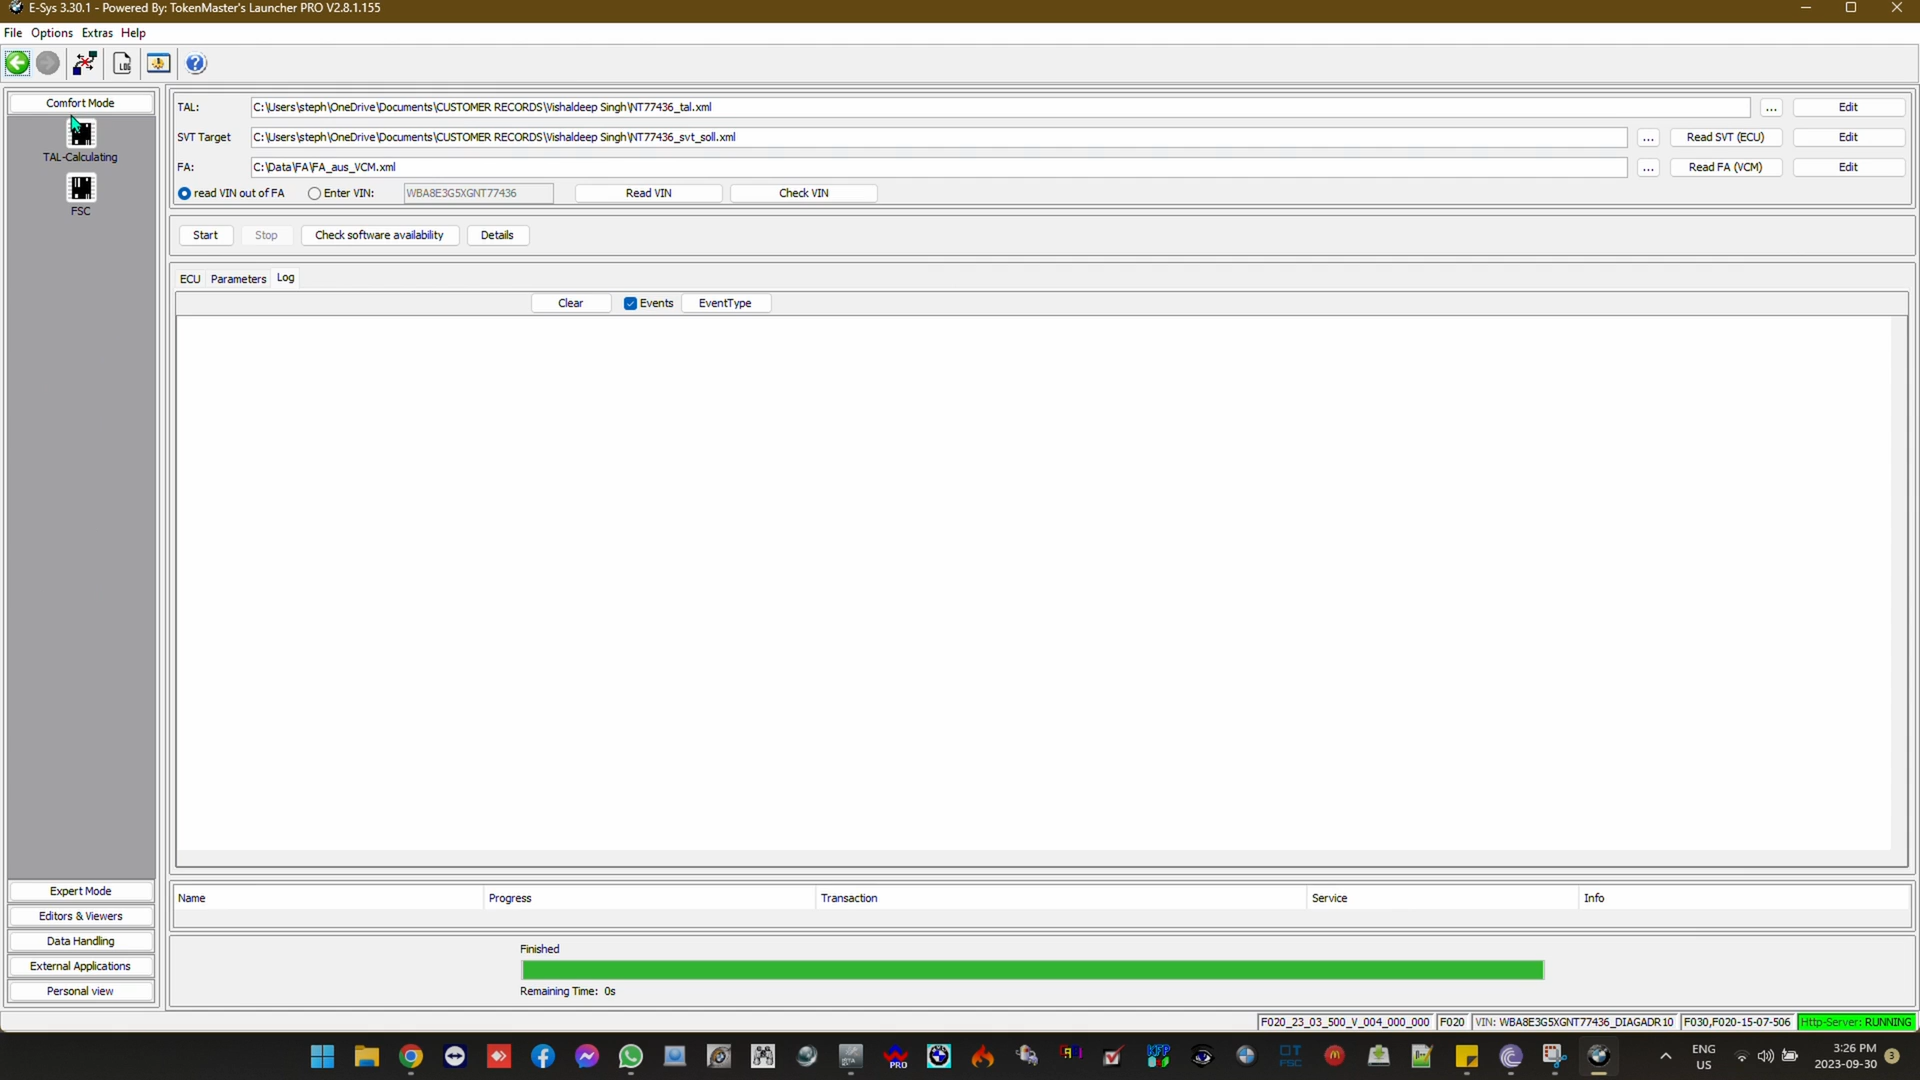 E-Sys 3.30.1 - Powered By: TokenMaster's Launcher PRO V2.8.1.155
File Options Extras Help
LOG
Comfort Mode
TAL-Calculating
FSC
TAL: C:\Users\steph\OneDrive\Documents\CUSTOMER RECORDS\Vishaldeep Singh\NT77436_tal.xml ... Edit
SVT Target C:\Users\steph\OneDrive\Documents\CUSTOMER RECORDS\Vishaldeep Singh\NT77436_svt_soll.xml ... Read SVT (ECU) Edit
FA: C:\Data\FA\FA_aus_VCM.xml ... Read FA (VCM) Edit
read VIN out of FA Enter VIN: WBA8E3G5XGNT77436 Read VIN Check VIN
Start Stop Check software availability Details
ECU Parameters Log
Clear Events EventType
Expert Mode
Editors & Viewers
Data Handling
External Applications
Personal view
Name Progress Transaction Service Info
Finished
Remaining Time: 0s
F020_23_03_500_V_004_000_000 F020 VIN: WBA8E3G5XGNT77436_DIAGADR10 F030,F020-15-07-506 Http-Server: RUNNING
PRO
ENG
US
3:26 PM
2023-09-30
3